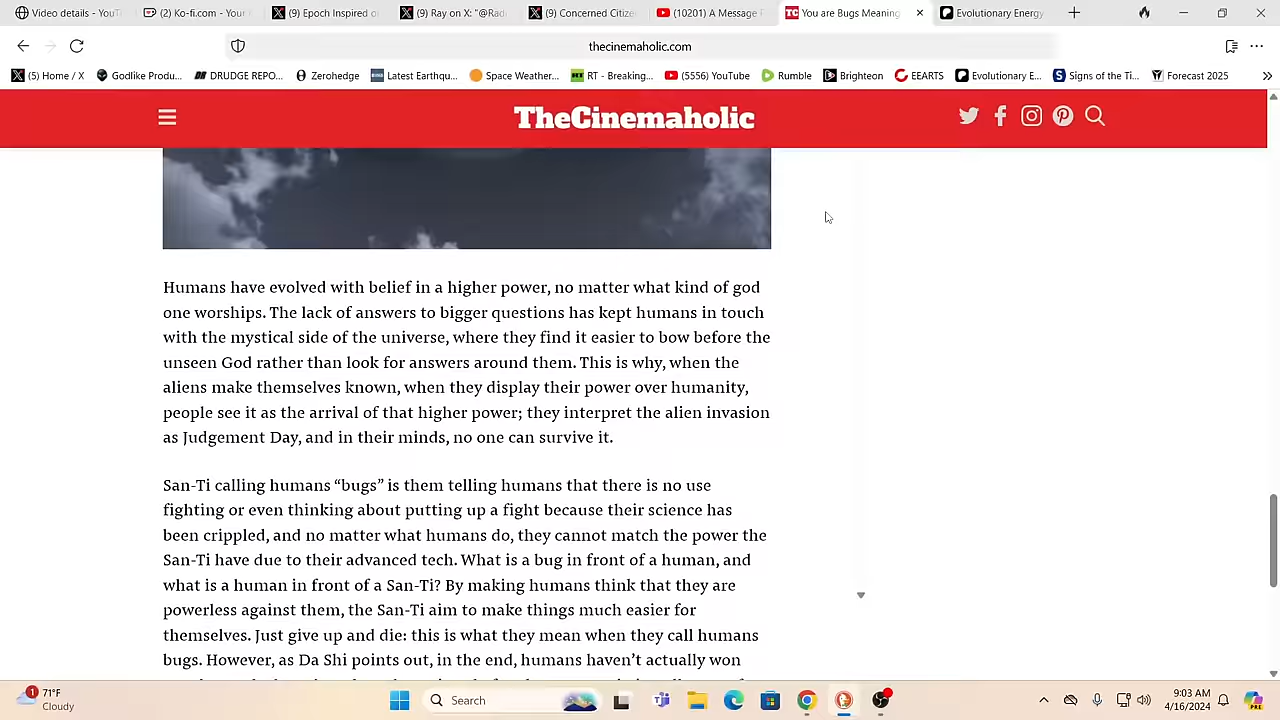 Video details - YouTu
(2) Ko-fi.com - Your
(9) Epoch Inspired o
(9) Ray on X: "@Rad
(9) Concerned Citize
(10201) A Message F
You are Bugs Meaning
Evolutionary Energy
thecinemaholic.com
(5) Home / X
Godlike Produ...
DRUDGE REPO...
Zerohedge
Latest Earthqu...
Space Weather...
RT - Breaking...
(5556) YouTube
Rumble
Brighteon
EEARTS
Evolutionary E...
Signs of the Ti...
Forecast 2025
TheCinemaholic
Humans have evolved with belief in a higher power, no matter what kind of god
one worships. The lack of answers to bigger questions has kept humans in touch
with the mystical side of the universe, where they find it easier to bow before the
unseen God rather than look for answers around them. This is why, when the
aliens make themselves known, when they display their power over humanity,
people see it as the arrival of that higher power; they interpret the alien invasion
as Judgement Day, and in their minds, no one can survive it.
San-Ti calling humans “bugs” is them telling humans that there is no use
fighting or even thinking about putting up a fight because their science has
been crippled, and no matter what humans do, they cannot match the power the
San-Ti have due to their advanced tech. What is a bug in front of a human, and
what is a human in front of a San-Ti? By making humans think that they are
powerless against them, the San-Ti aim to make things much easier for
themselves. Just give up and die: this is what they mean when they call humans
bugs. However, as Da Shi points out, in the end, humans haven’t actually won
71°F
Cloudy
Search
9:03 AM
4/16/2024